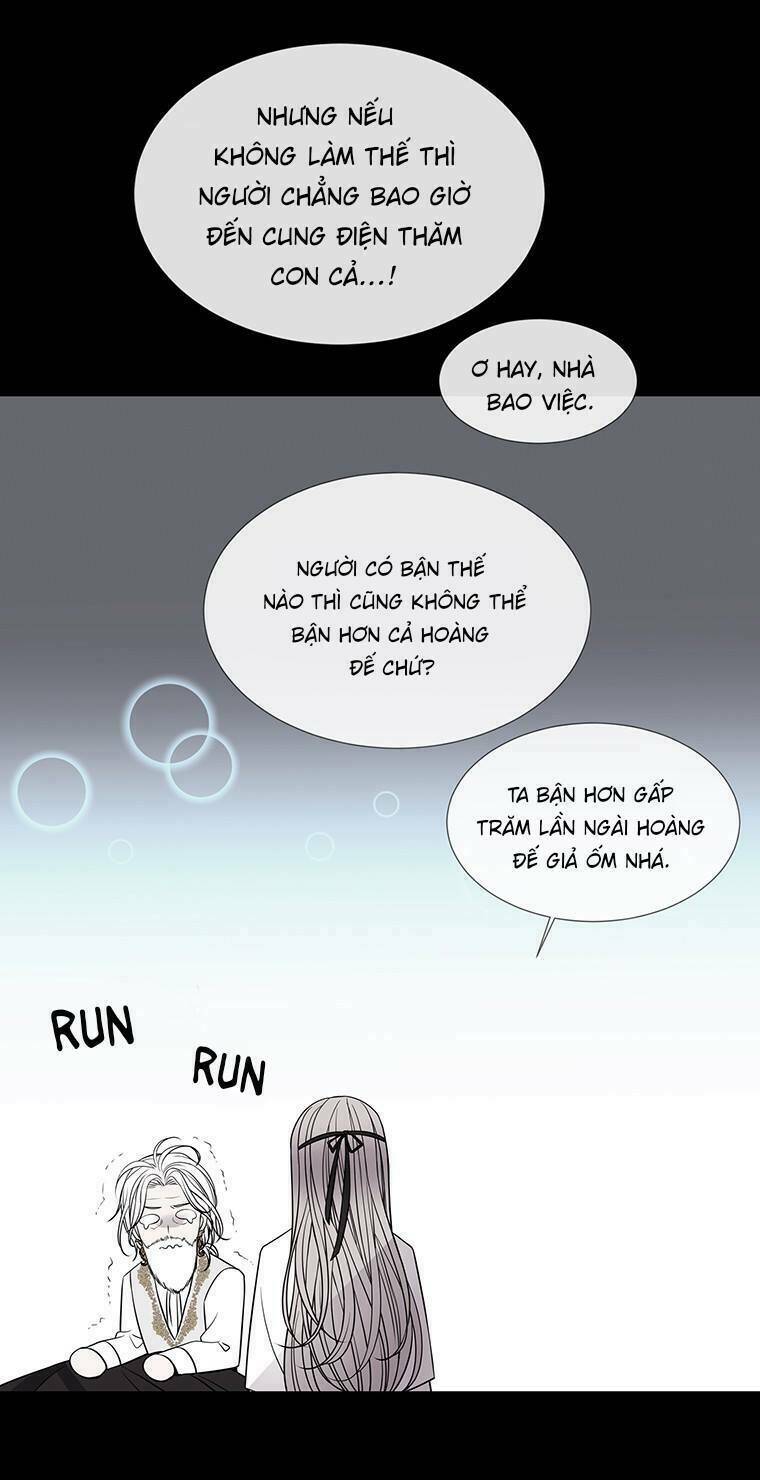 NHƯNG NẾU
KHÔNG LÀM THẾ THÌ
NGƯỜI CHẲNG BAO GIỜ
ĐẾN CUNG ĐIỆN THĂM
CON CẢ...!
Ơ HAY, NHÀ
BAO VIỆC.
NGƯỜI CÓ BẬN THẾ
NÀO THÌ CŨNG KHÔNG THỂ
BẬN HƠN CẢ HOÀNG
ĐẾ CHỨ?
TA BẬN HƠN GẤP
TRĂM LẦN NGÀI HOÀNG
ĐẾ GIẢ ỐM NHÁ.
RUN
RUN